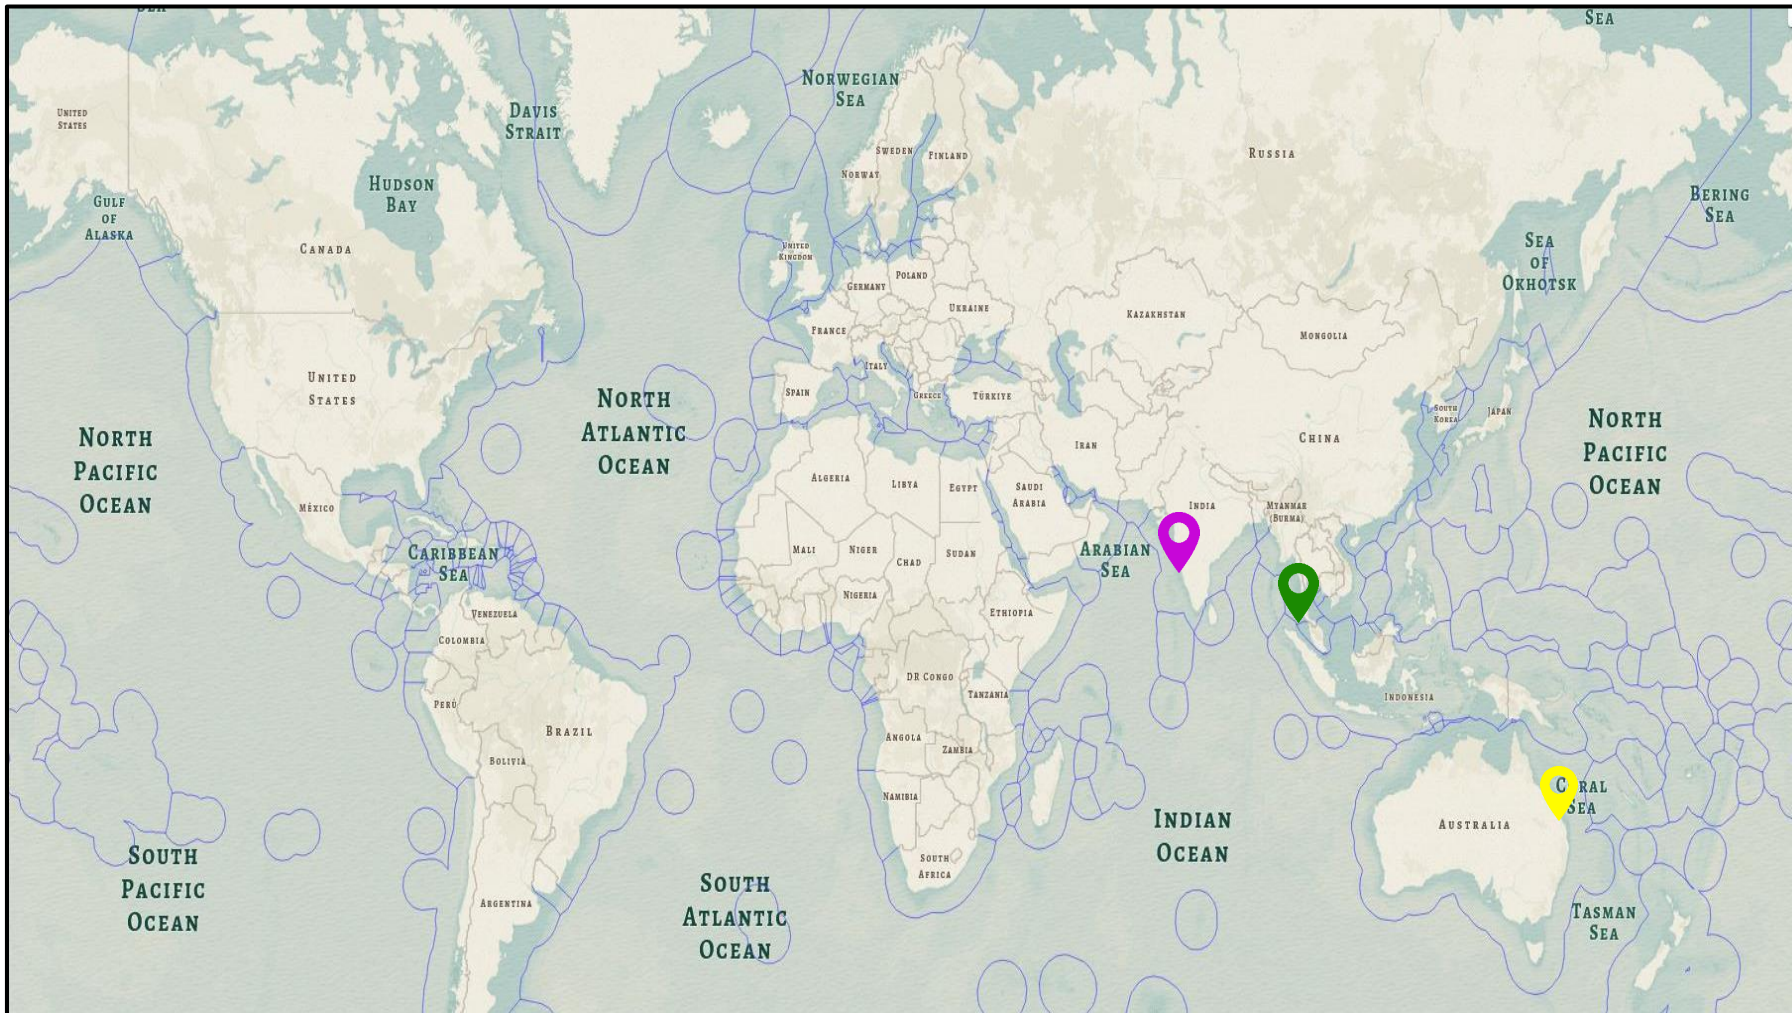 SEA
SEA
NORWEGIAN
SEA
DAVIS
STRAIT
UNITED
STATES
SWEDEN
FINLAND
NORWAY
RUSSIA
HUDSON
BAY
GULF
OF
ALASKA
BERING
SEA
CANADA
UNITED
KINGDOM
SEA
OF
OKHOTSK
POLAND
GERMANY
UKRAINE
KAZAKHSTAN
FRANCE
MONGOLIA
ITALY
UNITED
STATES
SPAIN
GREECE
TÜRKIYE
SOUTH
KOREA
JAPAN
NORTH
ATLANTIC
OCEAN
NORTH
PACIFIC
OCEAN
NORTH
PACIFIC
OCEAN
IRAN
CHINA
ALGERIA
LIBYA
EGYPT
SAUDI
ARABIA
INDIA
MYANMAR
(BURMA)
MÉXICO
CARIBBEAN
SEA
MALI
NIGER
CHAD
SUDAN
ARABIAN
SEA
NIGERIA
ETHIOPIA
VENEZUELA
COLOMBIA
DR CONGO
TANZANIA
INDONESIA
PERÚ
BRAZIL
ANGOLA
ZAMBIA
BOLIVIA
NAMIBIA
C RAL
SEA
AUSTRALIA
INDIAN
OCEAN
SOUTH
PACIFIC
OCEAN
SOUTH
AFRICA
SOUTH
ATLANTIC
OCEAN
ARGENTINA
TASMAN
SEA